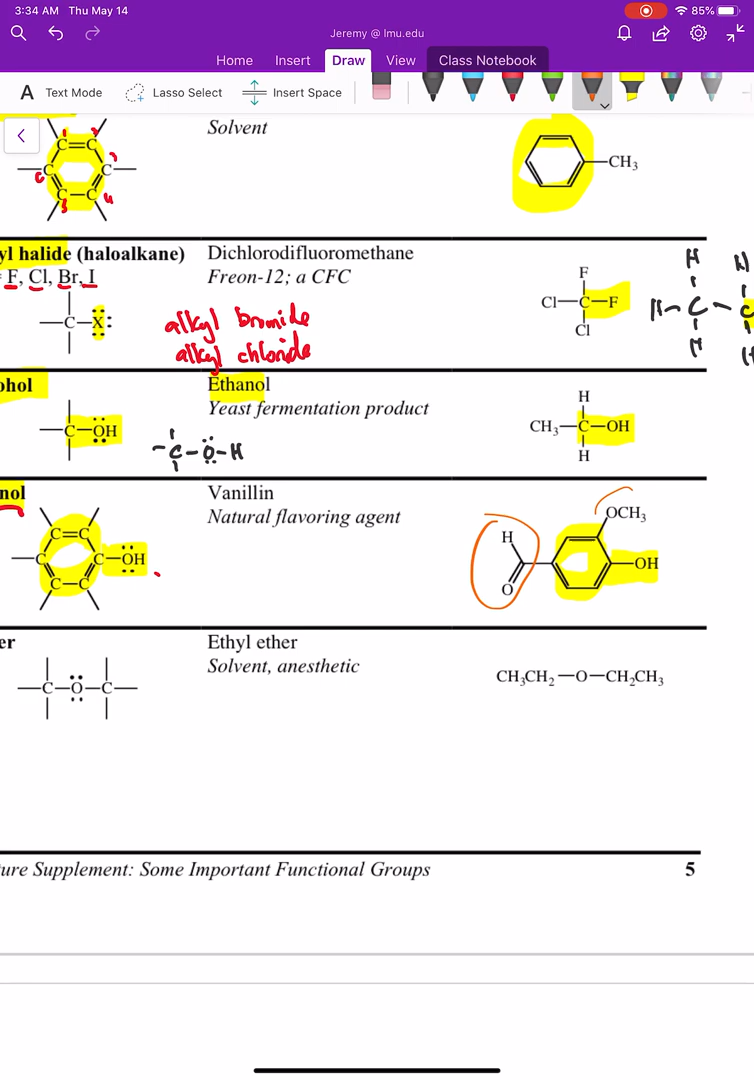 3:34 AM Thu May 14
85%
Jeremy @ lmu.edu
Home Insert Draw View Class Notebook
A Text Mode Lasso Select Insert Space
Solvent
C=C
C C
C-C
CH3
yl halide (haloalkane) Dichlorodifluoromethane
F, Cl, Br, I Freon-12; a CFC
F
Cl—C—F
Cl
—C—X:
alkyl bromide
alkyl chloride
H H
H-C-C
H H
ohol Ethanol
Yeast fermentation product
—C—OH
-C-O-H
H
CH3—C—OH
H
nol Vanillin
Natural flavoring agent
C=C
C C—OH
C-C
OCH3
H
OH
O
er Ethyl ether
Solvent, anesthetic
—C—O—C—
CH3CH2—O—CH2CH3
ture Supplement: Some Important Functional Groups 5